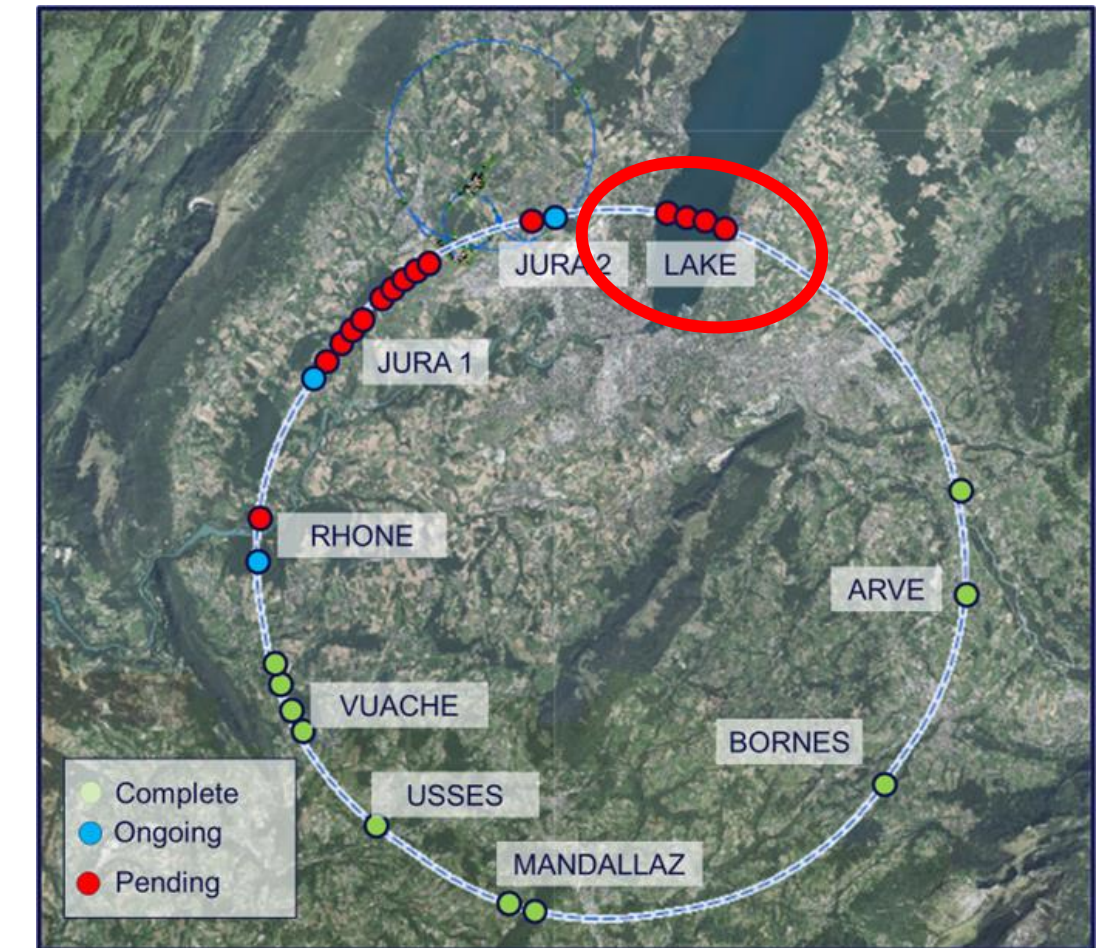 JURA 2
LAKE
JURA 1
RHONE
ARVE
VUACHE
BORNES
USSES
MANDALLAZ
Complete
Ongoing
Pending